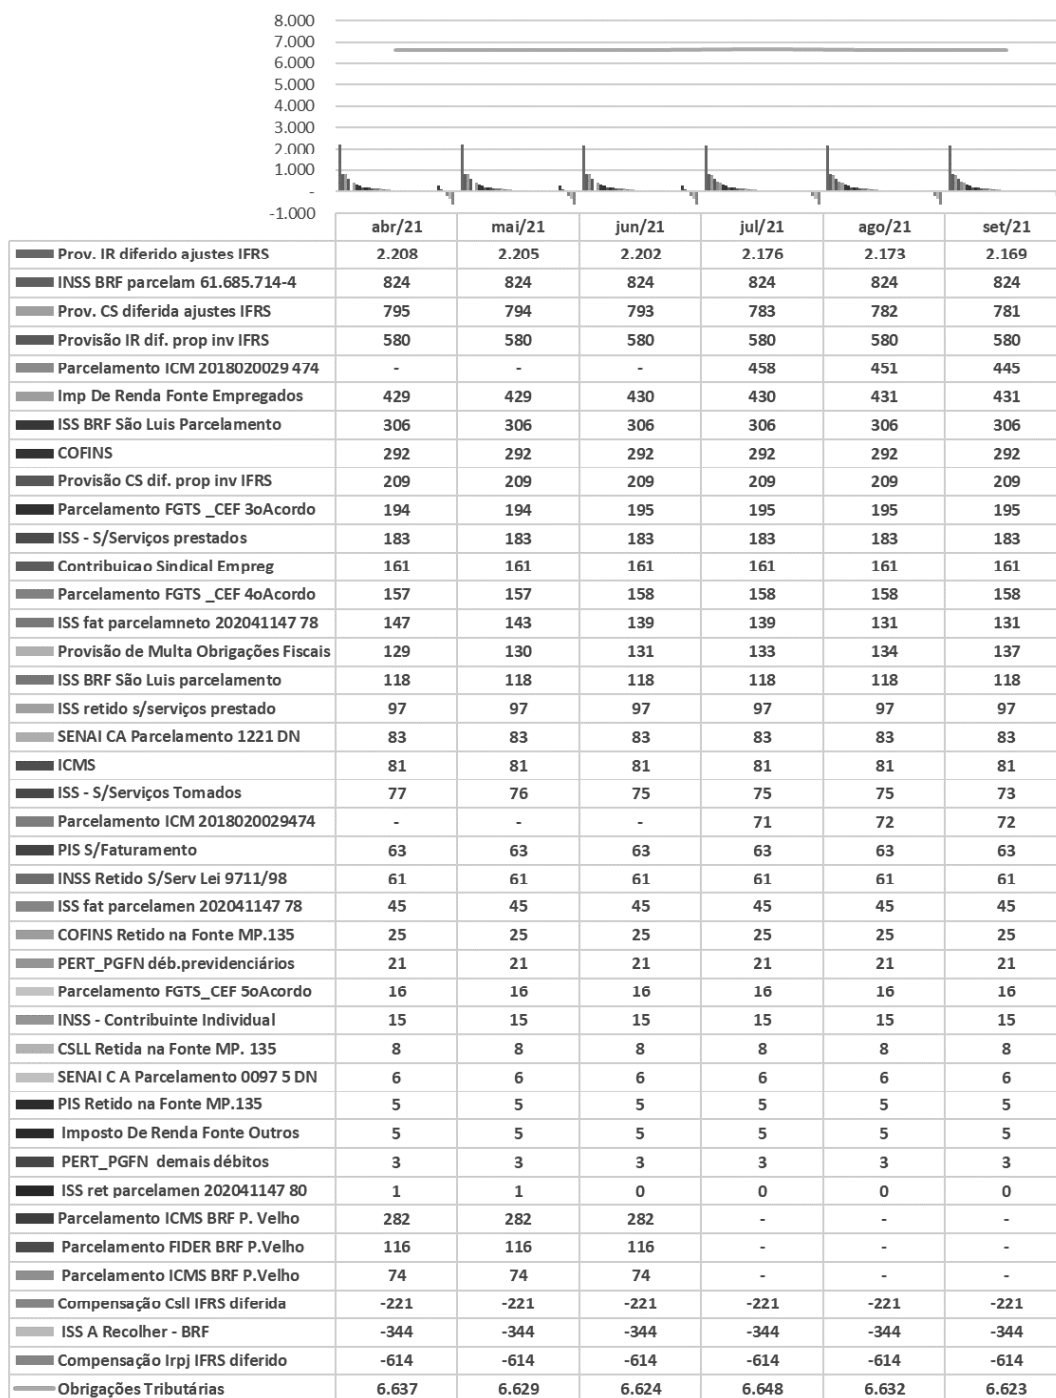 8.000
7.000
6.000
5.000
4.000
3.000
2.000
1.000
-
-1.000
abr/21 mai/21 jun/21 jul/21 ago/21 set/21
Prov. IR diferido ajustes IFRS 2.208 2.205 2.202 2.176 2.173 2.169
INSS BRF parcelam 61.685.714-4 824 824 824 824 824 824
Prov. CS diferida ajustes IFRS 795 794 793 783 782 781
Provisão IR dif. prop inv IFRS 580 580 580 580 580 580
Parcelamento ICM 2018020029 474 - - - 458 451 445
Imp De Renda Fonte Empregados 429 429 430 430 431 431
ISS BRF São Luis Parcelamento 306 306 306 306 306 306
COFINS 292 292 292 292 292 292
Provisão CS dif. prop inv IFRS 209 209 209 209 209 209
Parcelamento FGTS _CEF 3oAcordo 194 194 195 195 195 195
ISS - S/Serviços prestados 183 183 183 183 183 183
Contribuicao Sindical Empreg 161 161 161 161 161 161
Parcelamento FGTS _CEF 4oAcordo 157 157 158 158 158 158
ISS fat parcelamneto 202041147 78 147 143 139 139 131 131
Provisão de Multa Obrigações Fiscais 129 130 131 133 134 137
ISS BRF São Luis parcelamento 118 118 118 118 118 118
ISS retido s/serviços prestado 97 97 97 97 97 97
SENAI CA Parcelamento 1221 DN 83 83 83 83 83 83
ICMS 81 81 81 81 81 81
ISS - S/Serviços Tomados 77 76 75 75 75 73
Parcelamento ICM 2018020029474 - - - 71 72 72
PIS S/Faturamento 63 63 63 63 63 63
INSS Retido S/Serv Lei 9711/98 61 61 61 61 61 61
ISS fat parcelamen 202041147 78 45 45 45 45 45 45
COFINS Retido na Fonte MP.135 25 25 25 25 25 25
PERT_PGFN déb.previdenciários 21 21 21 21 21 21
Parcelamento FGTS_CEF 5oAcordo 16 16 16 16 16 16
INSS - Contribuinte Individual 15 15 15 15 15 15
CSLL Retida na Fonte MP. 135 8 8 8 8 8 8
SENAI C A Parcelamento 0097 5 DN 6 6 6 6 6 6
PIS Retido na Fonte MP.135 5 5 5 5 5 5
Imposto De Renda Fonte Outros 5 5 5 5 5 5
PERT_PGFN demais débitos 3 3 3 3 3 3
ISS ret parcelamen 202041147 80 1 1 0 0 0 0
Parcelamento ICMS BRF P. Velho 282 282 282 - - -
Parcelamento FIDER BRF P.Velho 116 116 116 - - -
Parcelamento ICMS BRF P.Velho 74 74 74 - - -
Compensação Csll IFRS diferida -221 -221 -221 -221 -221 -221
ISS A Recolher - BRF -344 -344 -344 -344 -344 -344
Compensação Irpj IFRS diferido -614 -614 -614 -614 -614 -614
Obrigações Tributárias 6.637 6.629 6.624 6.648 6.632 6.623